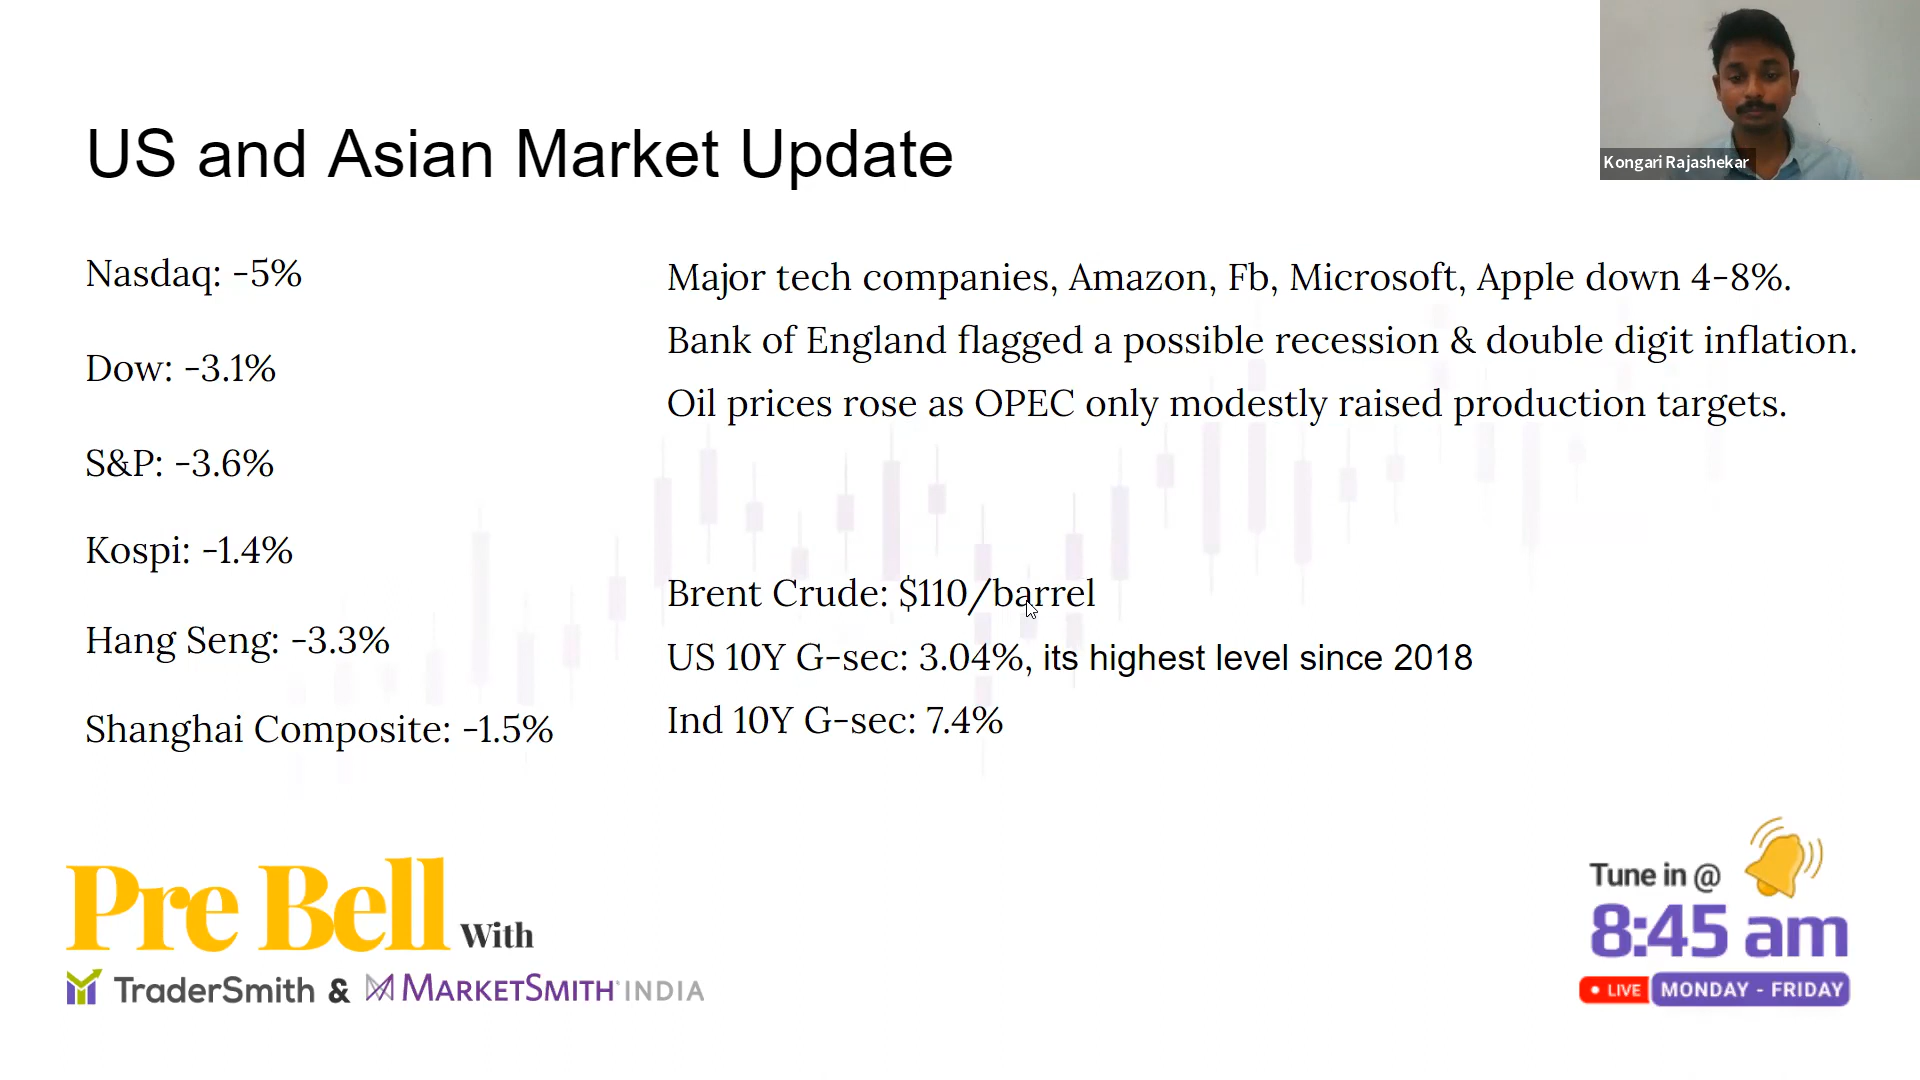 Kongari Rajashekar
US and Asian Market Update
Nasdaq: -5%
Dow: -3.1%
S&P: -3.6%
Kospi: -1.4%
Hang Seng: -3.3%
Shanghai Composite: -1.5%
Major tech companies, Amazon, Fb, Microsoft, Apple down 4-8%.
Bank of England flagged a possible recession & double digit inflation.
Oil prices rose as OPEC only modestly raised production targets.
Brent Crude: $110/barrel
US 10Y G-sec: 3.04%, its highest level since 2018
Ind 10Y G-sec: 7.4%
Pre Bell With
TraderSmith & MARKETSMITH INDIA
Tune in @
8:45 am
LIVE MONDAY - FRIDAY